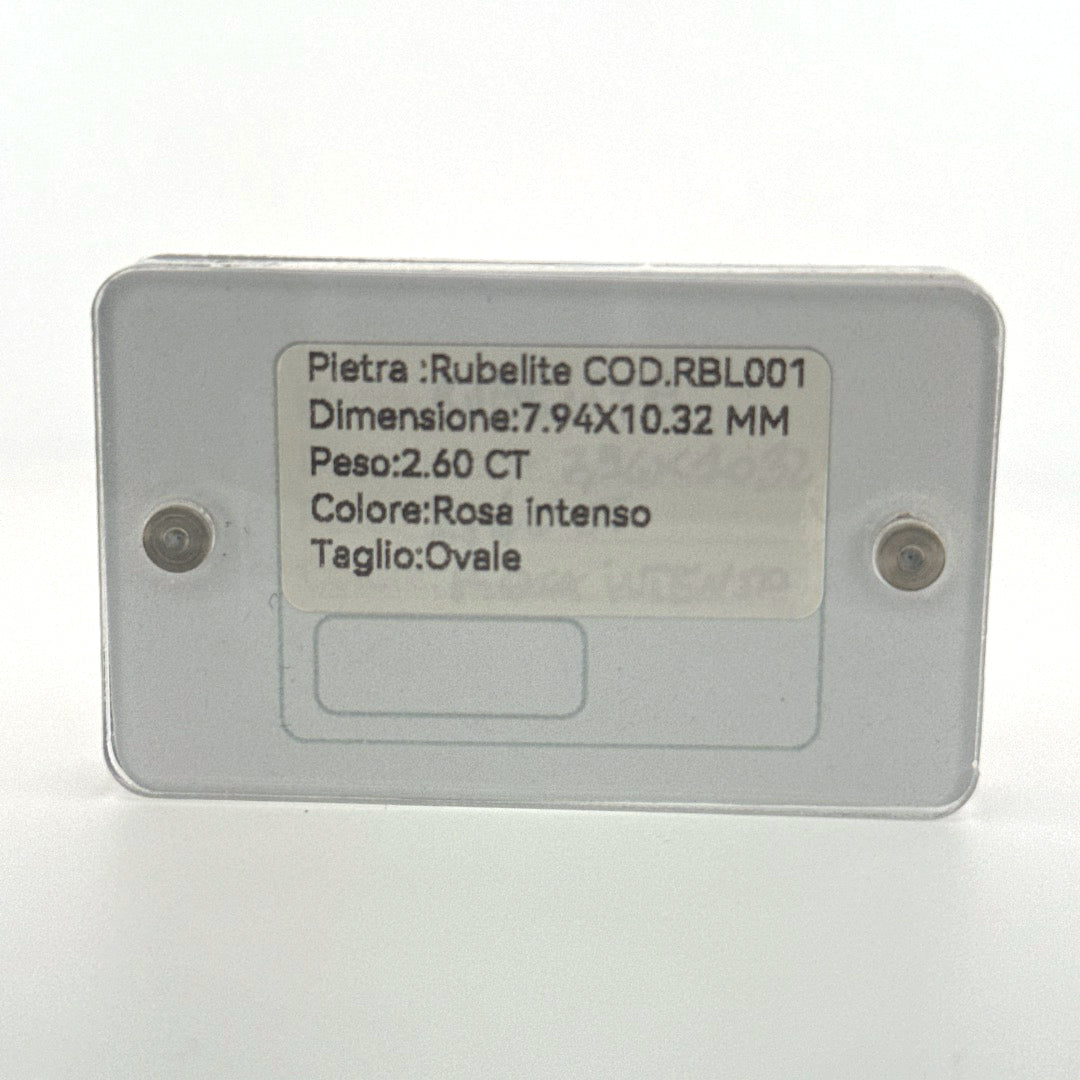 Pietra :Rubelite COD.RBL001
Dimensione:7.94X10.32 MM
Peso:2.60 CT
Colore:Rosa intenso
Taglio:Ovale